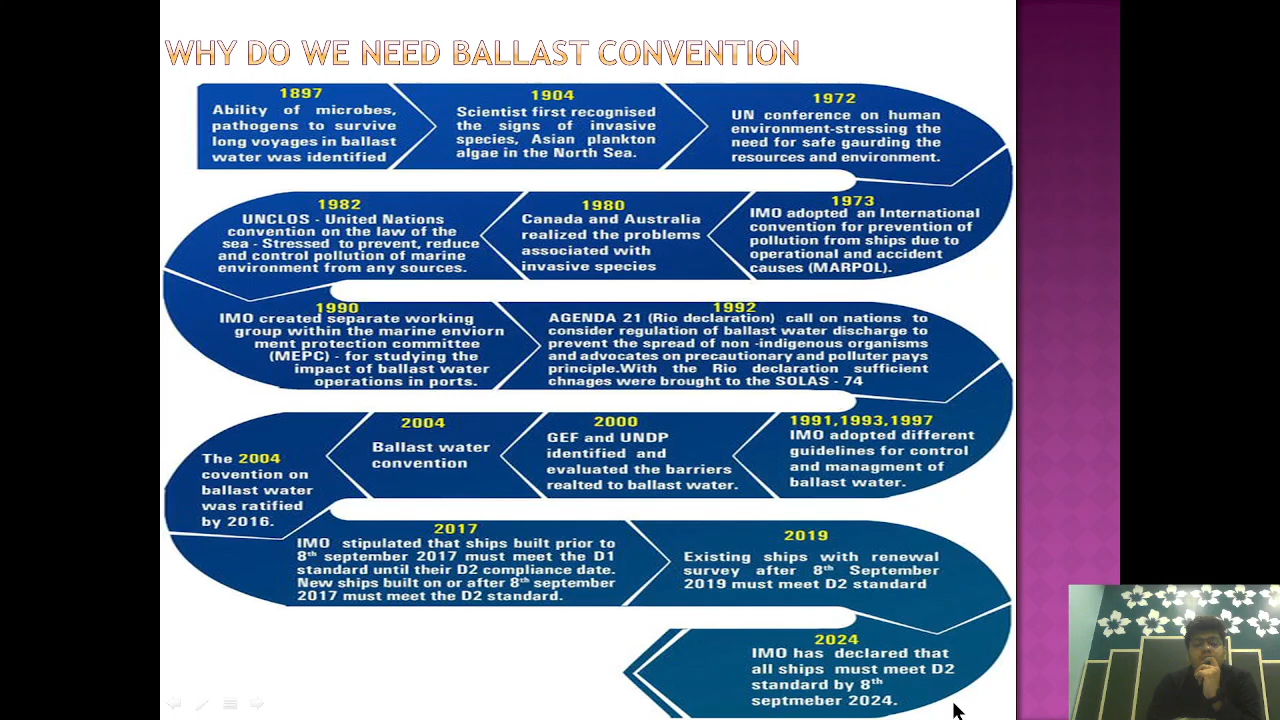 WHY DO WE NEED BALLAST CONVENTION
1897
Ability of microbes,
pathogens to survive
long voyages in ballast
water was identified
1904
Scientist first recognised
the signs of invasive
species, Asian plankton
algae in the North Sea.
1972
UN conference on human
environment-stressing the
need for safe gaurding the
resources and environment.
1973
IMO adopted an International
convention for prevention of
pollution from ships due to
operational and accident
causes (MARPOL).
1980
Canada and Australia
realized the problems
associated with
invasive species
1982
UNCLOS - United Nations
convention on the law of the
sea - Stressed to prevent, reduce
and control pollution of marine
environment from any sources.
1990
IMO created separate working
group within the marine enviorn
ment protection committee
(MEPC) - for studying the
impact of ballast water
operations in ports.
1992
AGENDA 21 (Rio declaration) call on nations to
consider regulation of ballast water discharge to
prevent the spread of non -indigenous organisms
and advocates on precautionary and polluter pays
principle.With the Rio declaration sufficient
chnages were brought to the SOLAS - 74
1991,1993,1997
IMO adopted different
guidelines for control
and managment of
ballast water.
2000
GEF and UNDP
identified and
evaluated the barriers
realted to ballast water.
2004
Ballast water
convention
The 2004
covention on
ballast water
was ratified
by 2016.
2017
IMO stipulated that ships built prior to
8th september 2017 must meet the D1
standard until their D2 compliance date.
New ships built on or after 8th september
2017 must meet the D2 standard.
2019
Existing ships with renewal
survey after 8th September
2019 must meet D2 standard
2024
IMO has declared that
all ships must meet D2
standard by 8th
septmeber 2024.